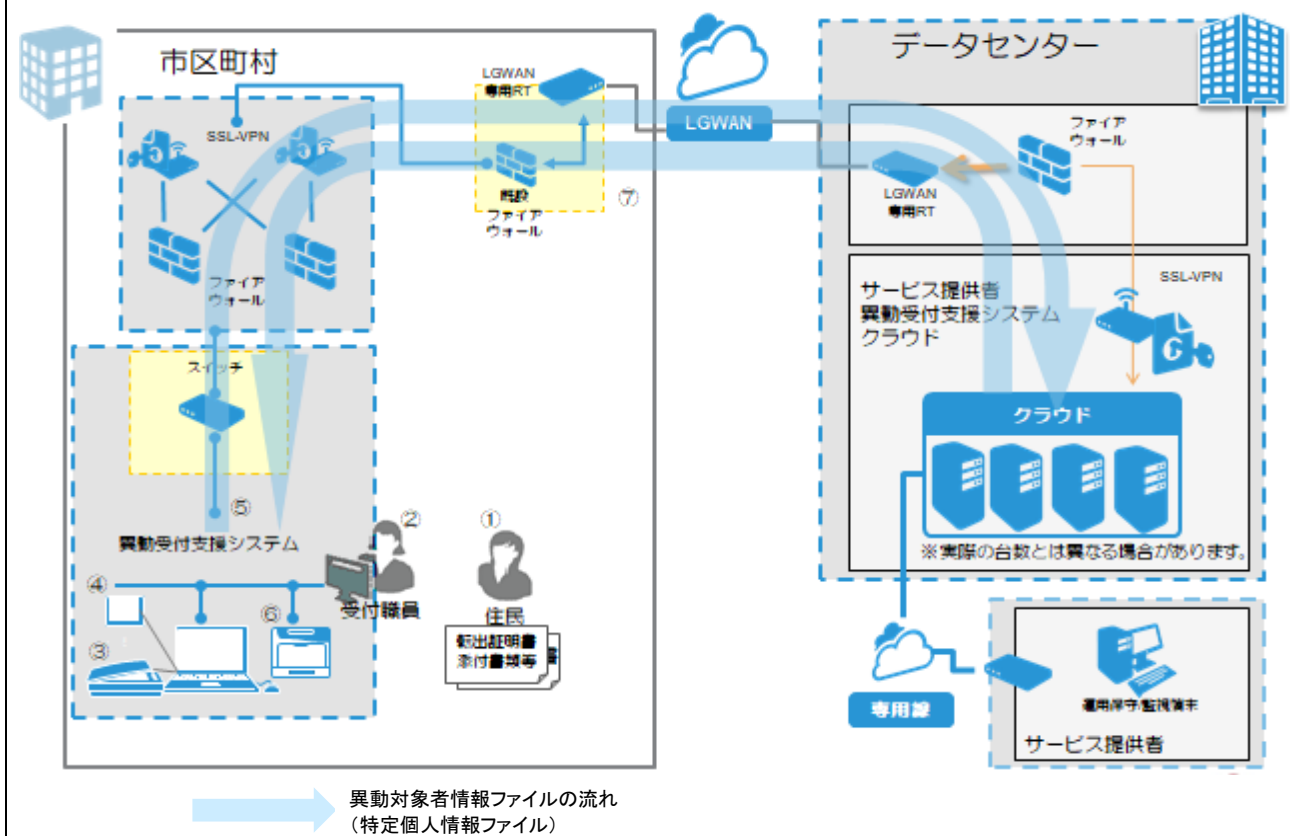 市区町村
SSL-VPN
LGWAN
専用RT
既設
ファイア
ウォール
⑦
ファイア
ウォール
スイッチ
⑤
異動受付支援システム
④
⑥
③
②
受付職員
①
住民
転出証明書
添付書類等
LGWAN
データセンター
ファイア
ウォール
LGWAN
専用RT
サービス提供者
異動受付支援システム
クラウド
SSL-VPN
クラウド
※実際の台数とは異なる場合があります。
専用線
運用保守/監視端末
サービス提供者
異動対象者情報ファイルの流れ
（特定個人情報ファイル）